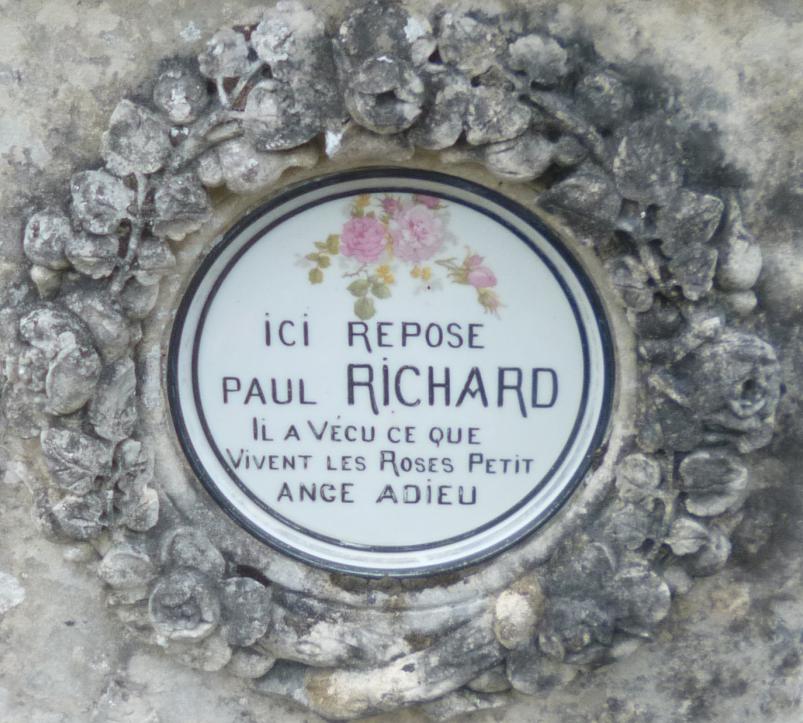 ICI REPOSE
PAUL RICHARD
IL A VÉCU CE QUE
VIVENT LES ROSES PETIT
ANGE ADIEU